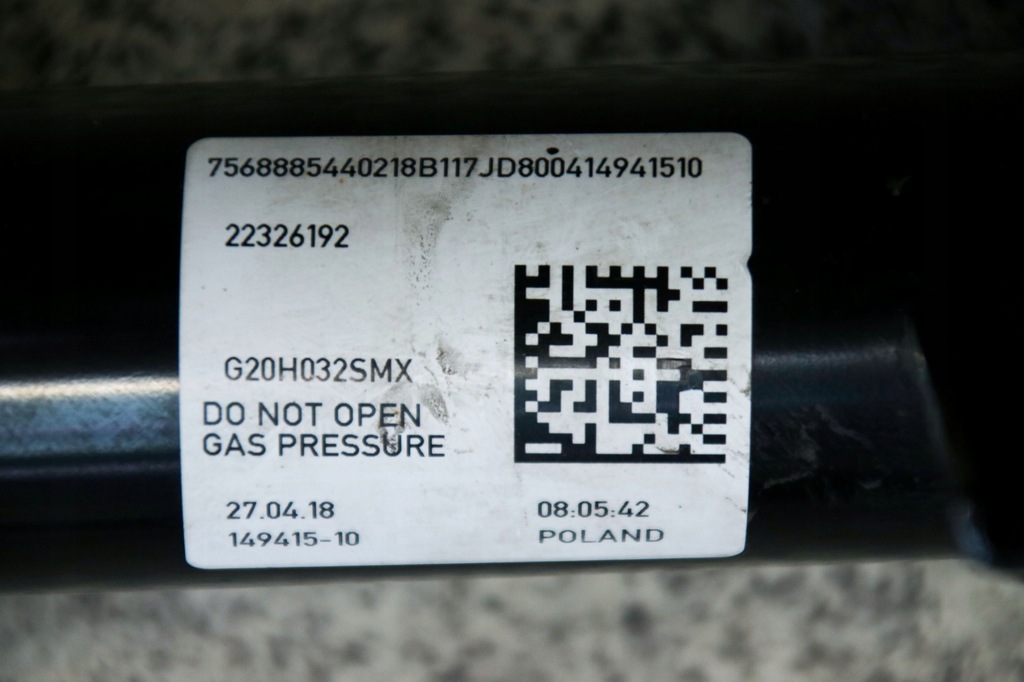 7568885440218B117JD800414941510
22326192
G20H032SMX
DO NOT OPEN
GAS PRESSURE
27.04.18
08:05:42
149415-10
POLAND